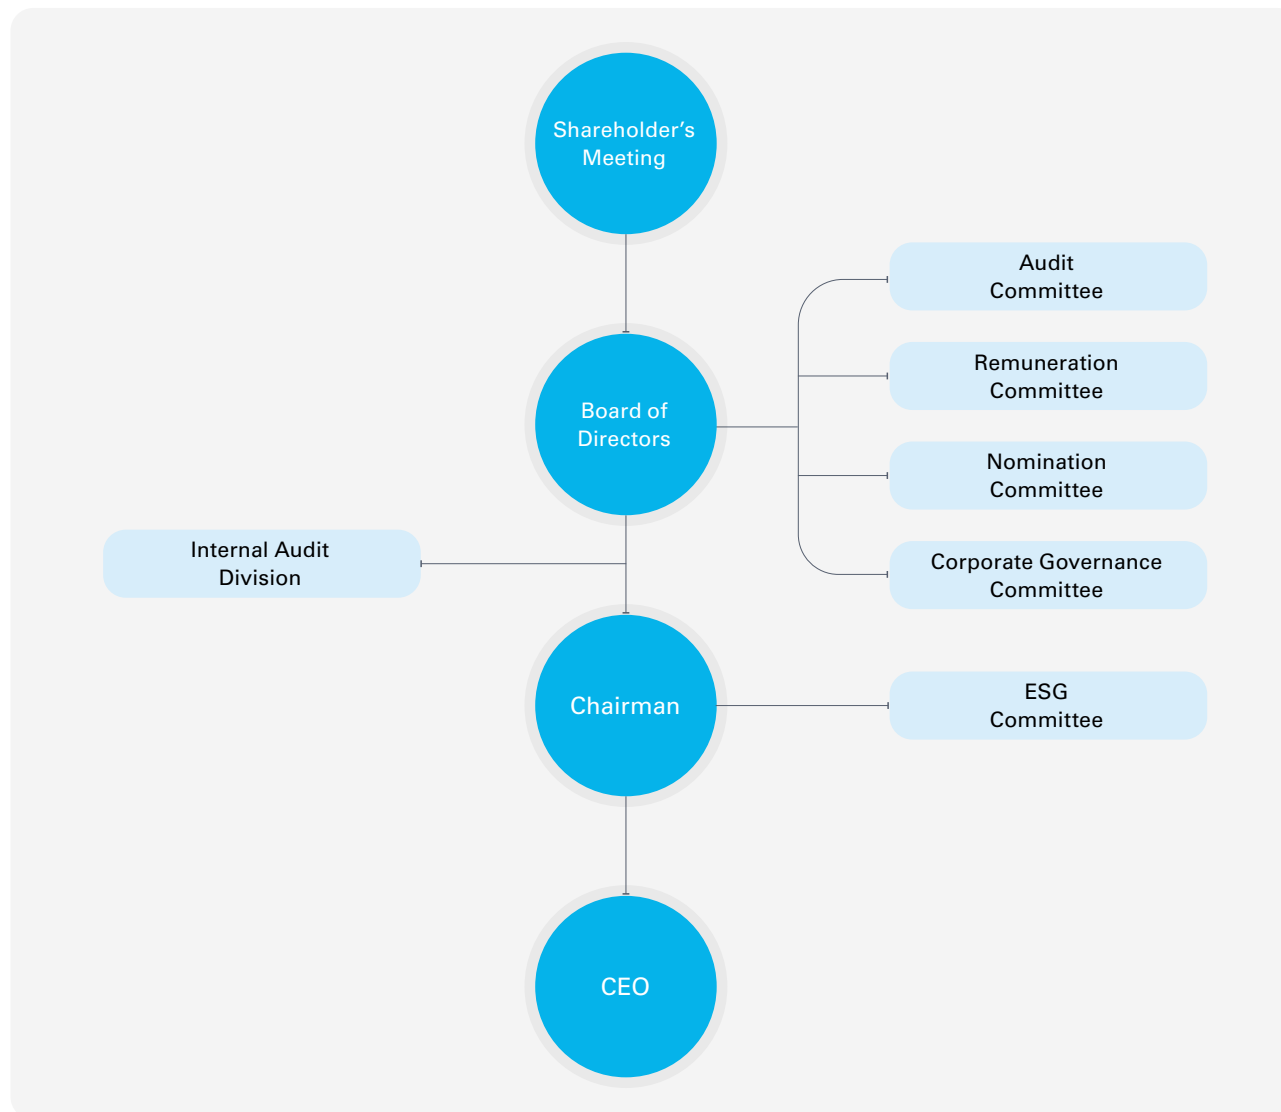 Shareholder’s
Meeting
Audit
Committee
Remuneration
Committee
Board of
Directors
Nomination
Committee
Internal Audit
Division
Corporate Governance
Committee
Chairman
ESG
Committee
CEO